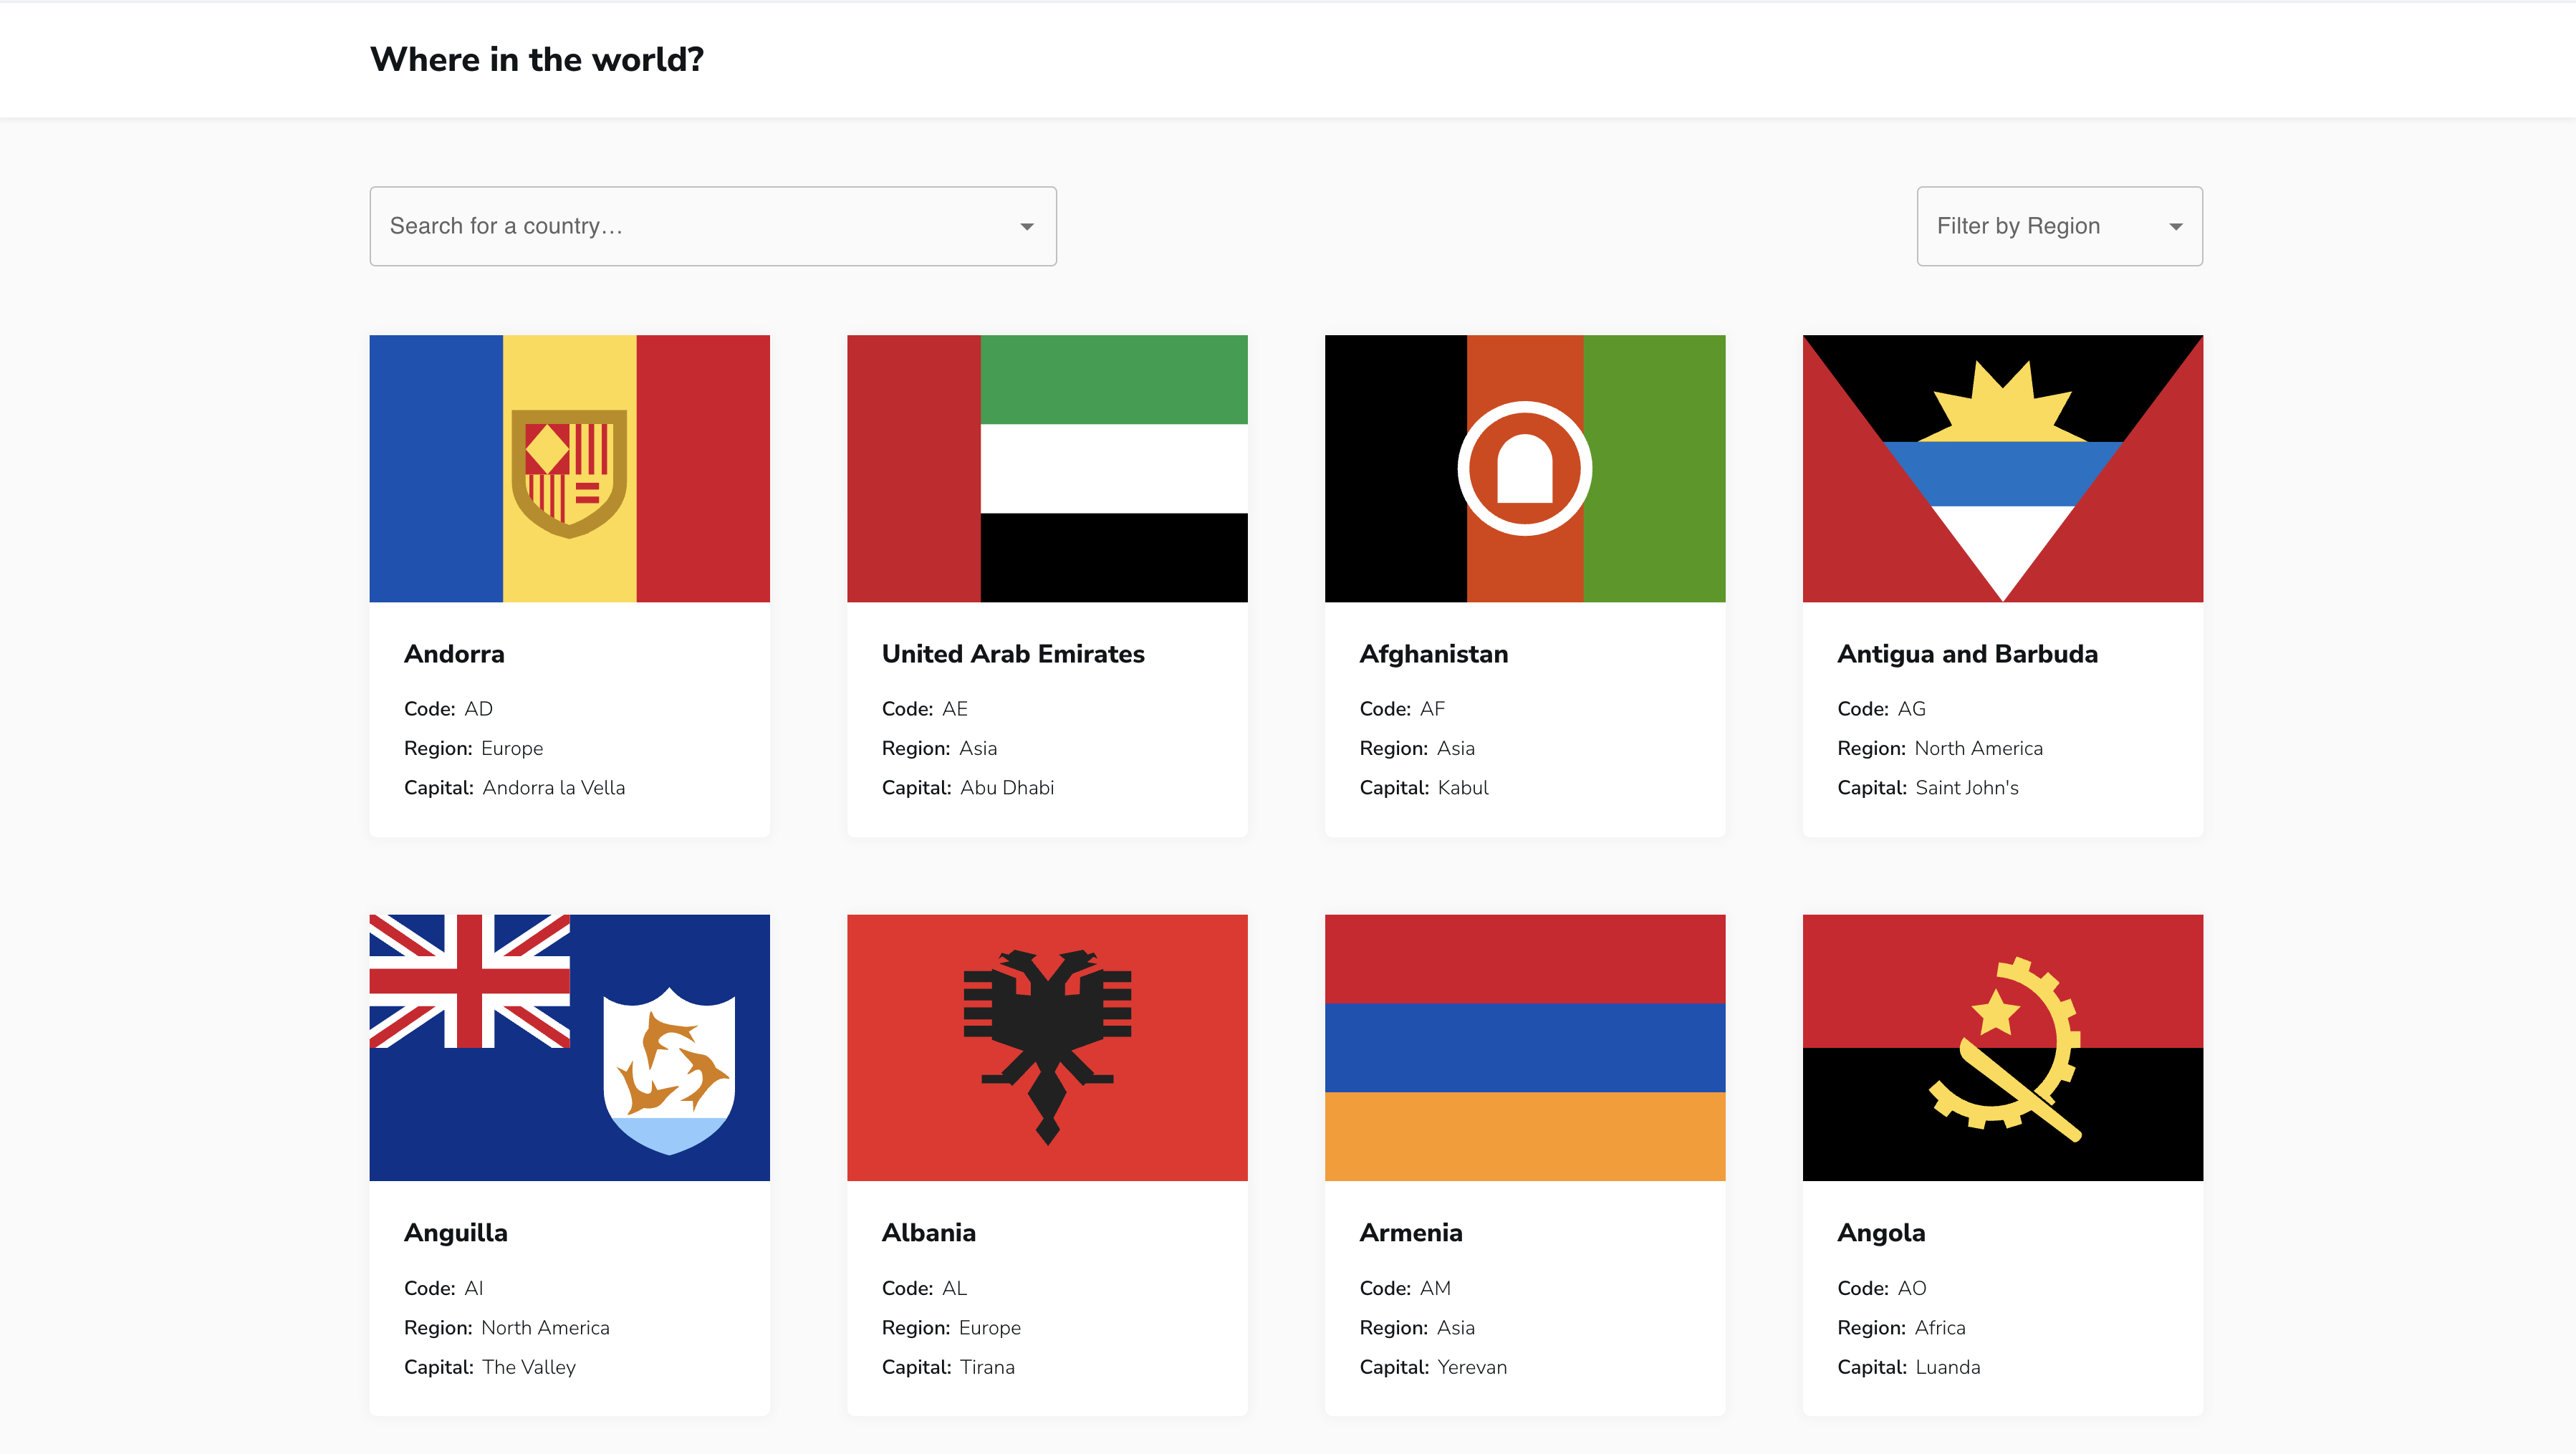 Where in the world?
Search for a country...
Filter by Region
Andorra
Code: AD
Region: Europe
Capital: Andorra la Vella
United Arab Emirates
Code: AE
Region: Asia
Capital: Abu Dhabi
Afghanistan
Code: AF
Region: Asia
Capital: Kabul
Antigua and Barbuda
Code: AG
Region: North America
Capital: Saint John's
Anguilla
Code: AI
Region: North America
Capital: The Valley
Albania
Code: AL
Region: Europe
Capital: Tirana
Armenia
Code: AM
Region: Asia
Capital: Yerevan
Angola
Code: AO
Region: Africa
Capital: Luanda